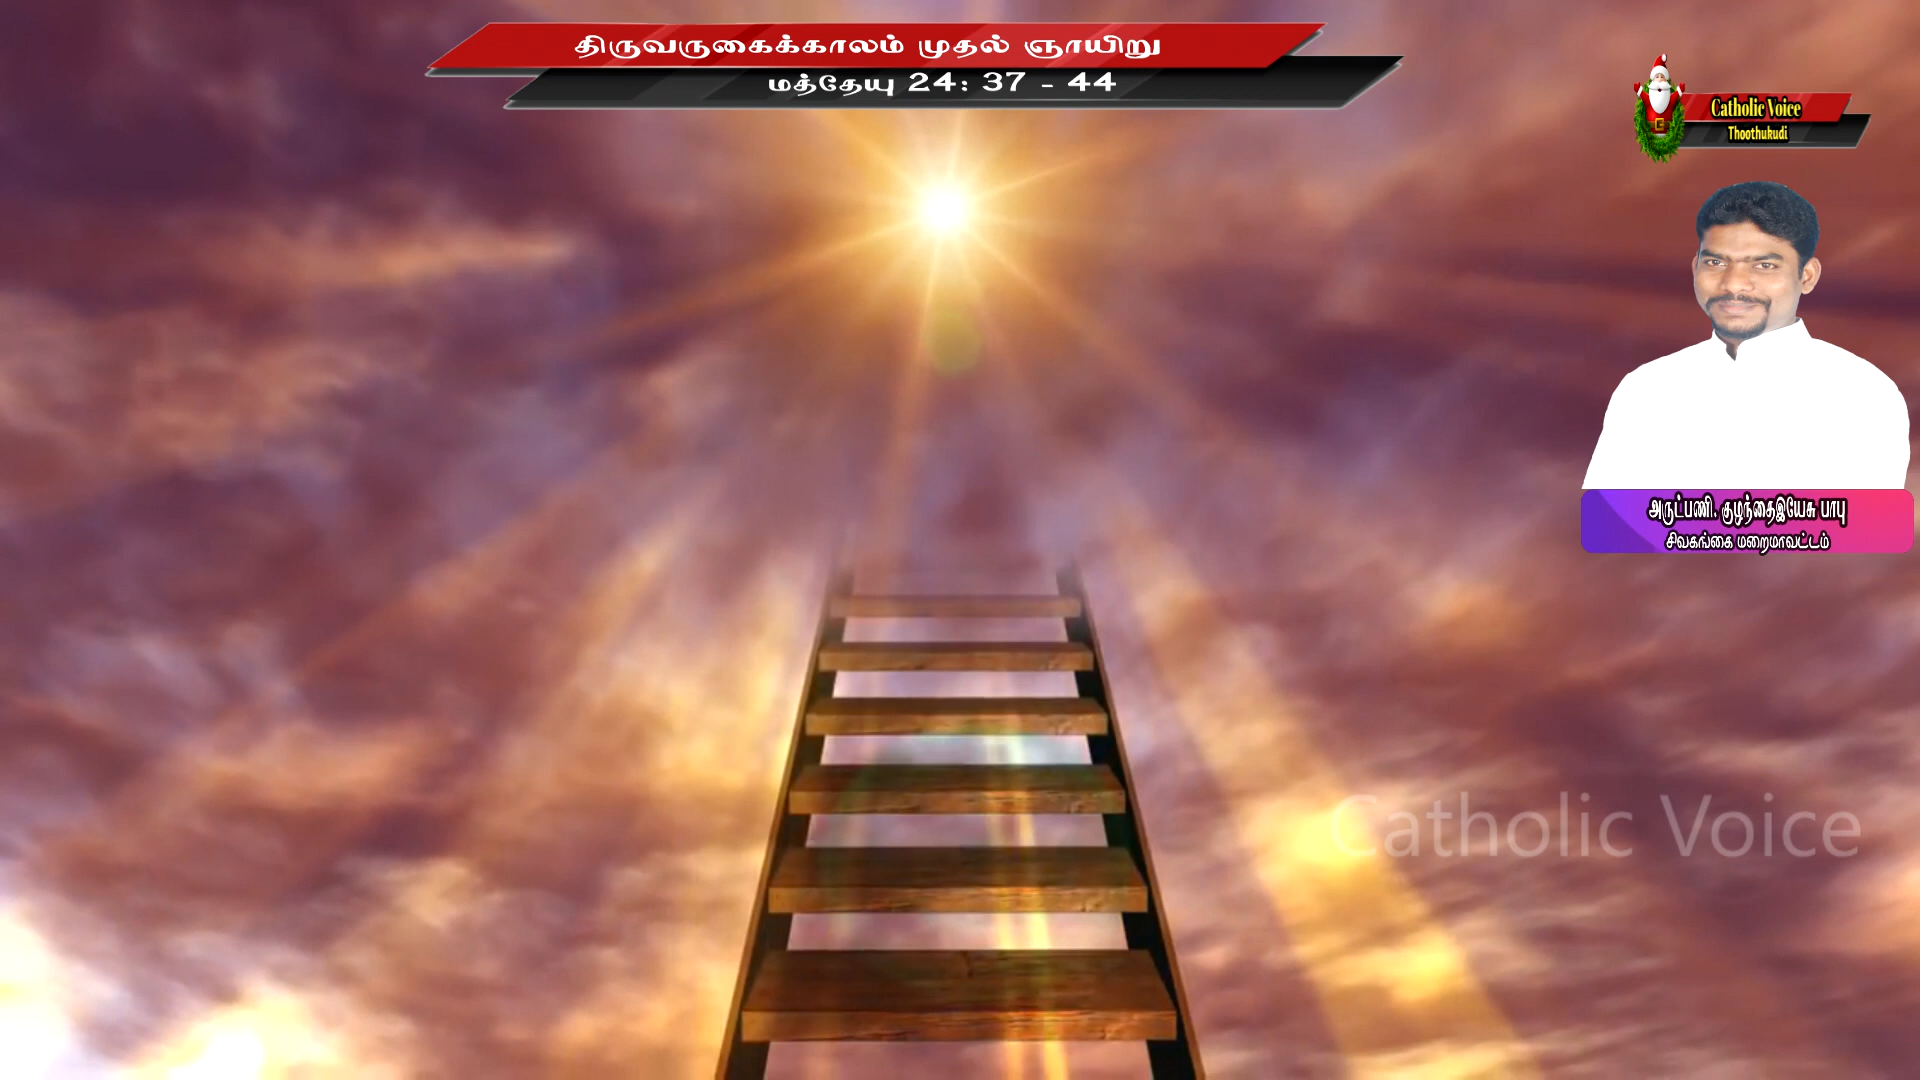 திருவருகைக்காலம் முதல் ஞாயிறு
மத்தேயு 24: 37 - 44
Catholic Voice
Thoothukudi
அருட்பணி. குழந்தைஇயேசு பாபு
சிவகங்கை மறைமாவட்டம்
Catholic Voice